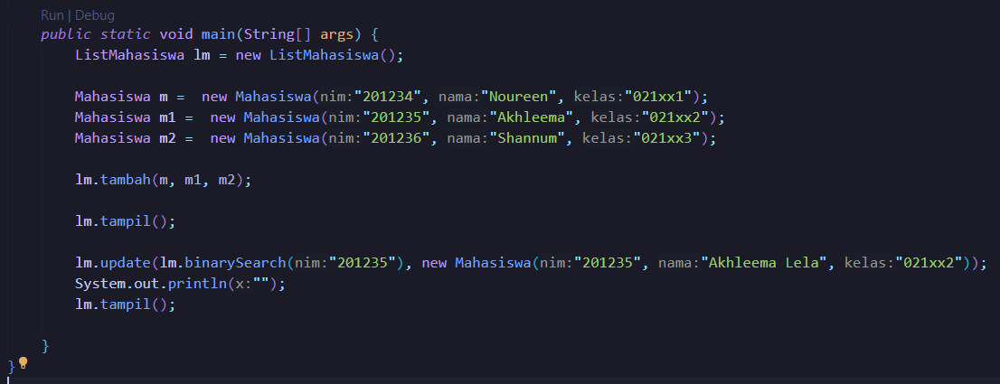 Run | Debug
public static void main(String[] args) {
ListMahasiswa lm = new ListMahasiswa();
Mahasiswa m =  new Mahasiswa(nim:"201234", nama:"Noureen", kelas:"021xx1");
Mahasiswa m1 =  new Mahasiswa(nim:"201235", nama:"Akhleema", kelas:"021xx2");
Mahasiswa m2 =  new Mahasiswa(nim:"201236", nama:"Shannum", kelas:"021xx3");
lm.tambah(m, m1, m2);
lm.tampil();
lm.update(lm.binarySearch(nim:"201235"), new Mahasiswa(nim:"201235", nama:"Akhleema Lela", kelas:"021xx2"));
System.out.println(x:"");
lm.tampil();
}
}